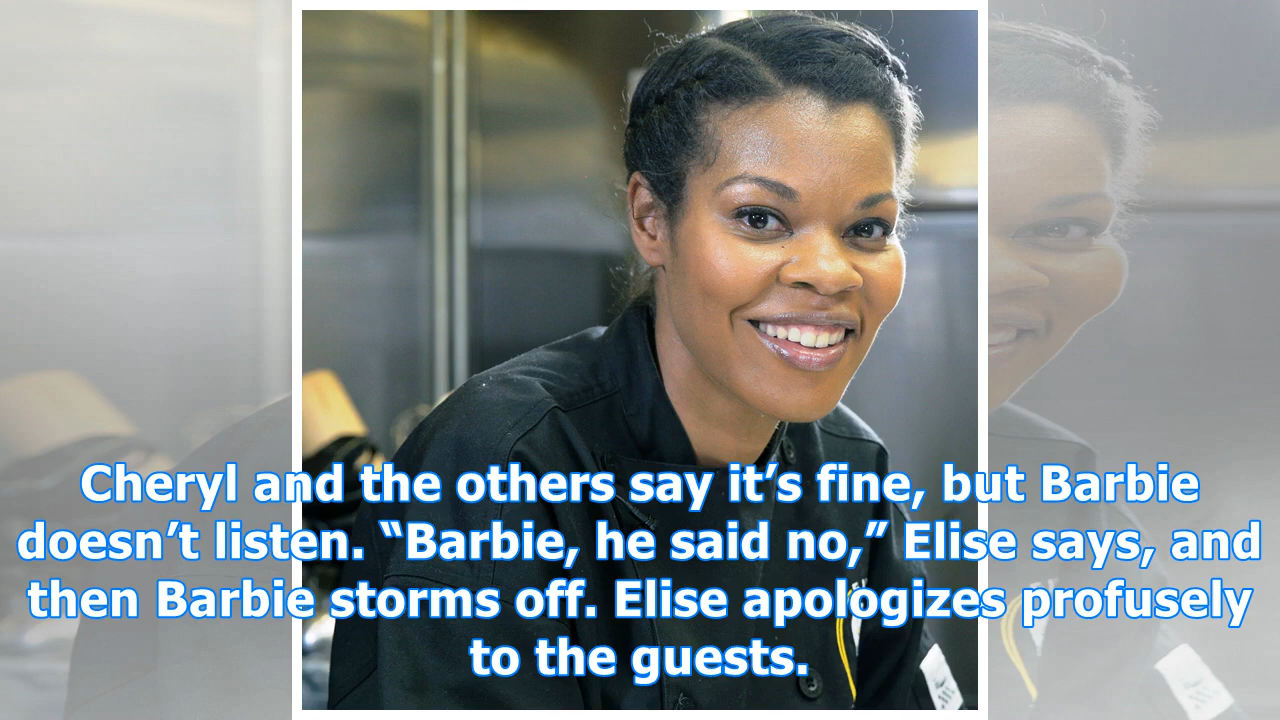 Cheryl and the others say it’s fine, but Barbie
doesn’t listen. “Barbie, he said no,” Elise says, and
then Barbie storms off. Elise apologizes profusely
to the guests.